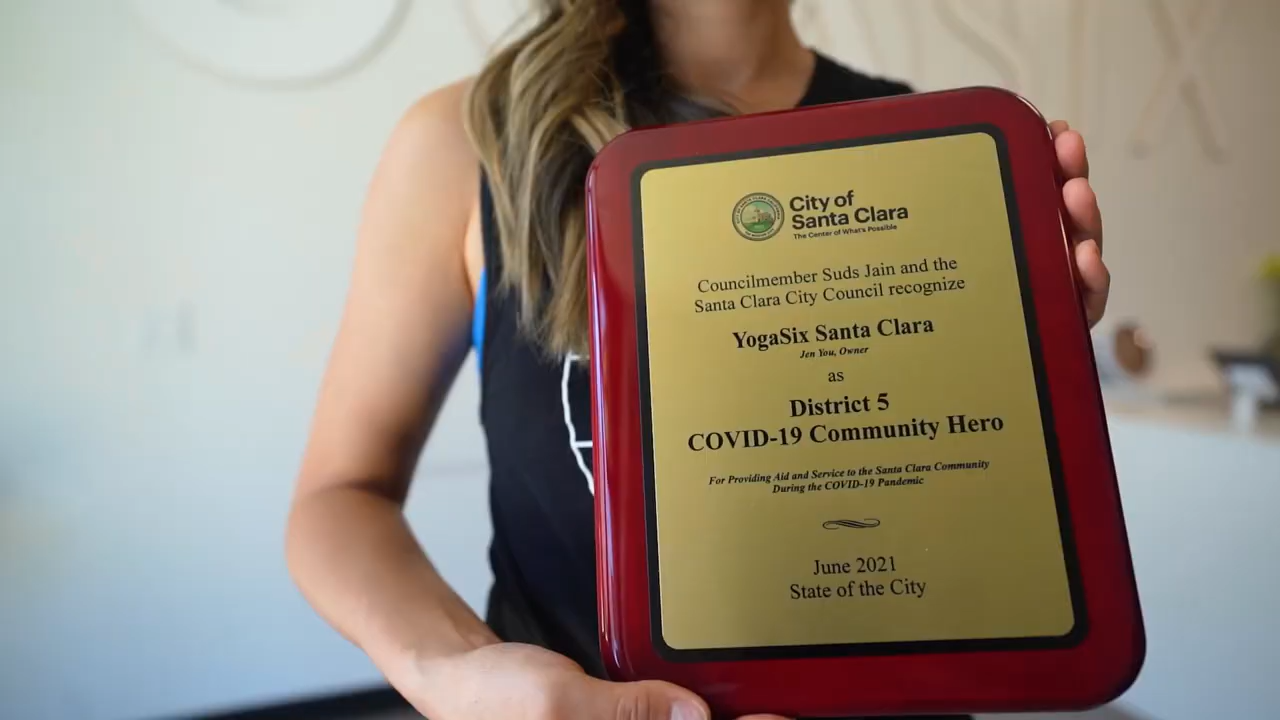 City of
Santa Clara
The Center of What's Possible
Councilmember Suds Jain and the
Santa Clara City Council recognize
YogaSix Santa Clara
Jen You, Owner
as
District 5
COVID-19 Community Hero
For Providing Aid and Service to the Santa Clara Community
During the COVID-19 Pandemic
June 2021
State of the City